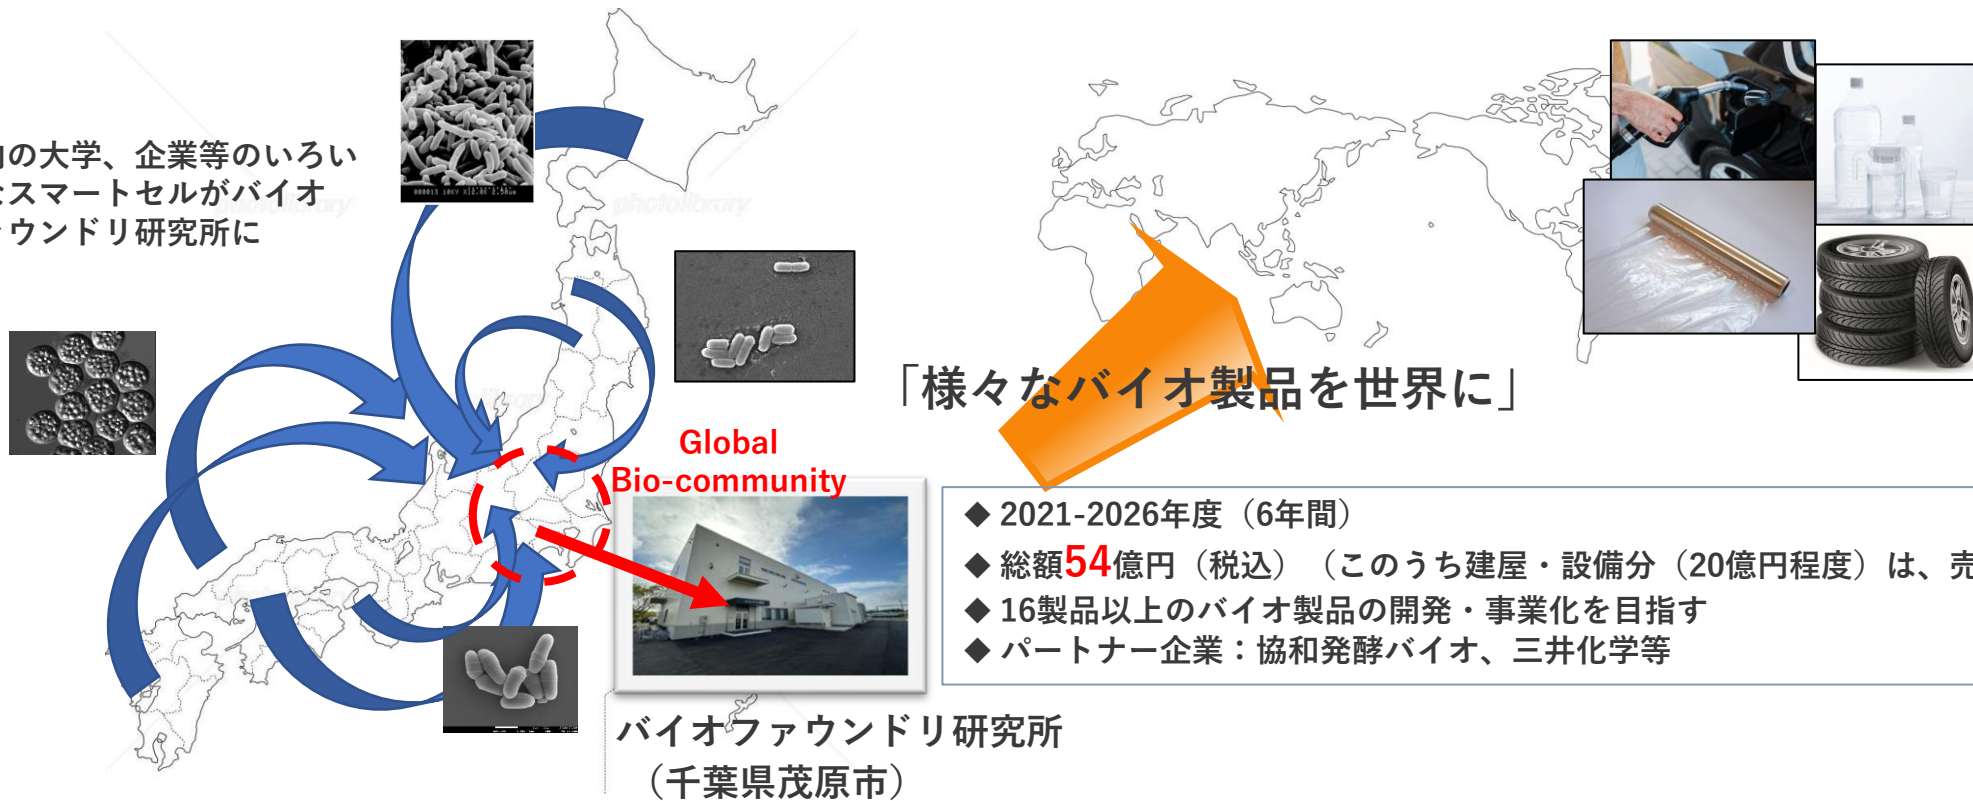 の大学、企業等のいろい
なスマートセルがバイオ
ウンドリ研究所に
photolibrary
「様々なバイオ製品を世界に」
Global
Bio-community
◆ 2021-2026年度（6年間）
◆ 総額54億円（税込）（このうち建屋・設備分（20億円程度）は、売
◆ 16製品以上のバイオ製品の開発・事業化を目指す
◆ パートナー企業：協和発酵バイオ、三井化学等
バイオファウンドリ研究所
（千葉県茂原市）